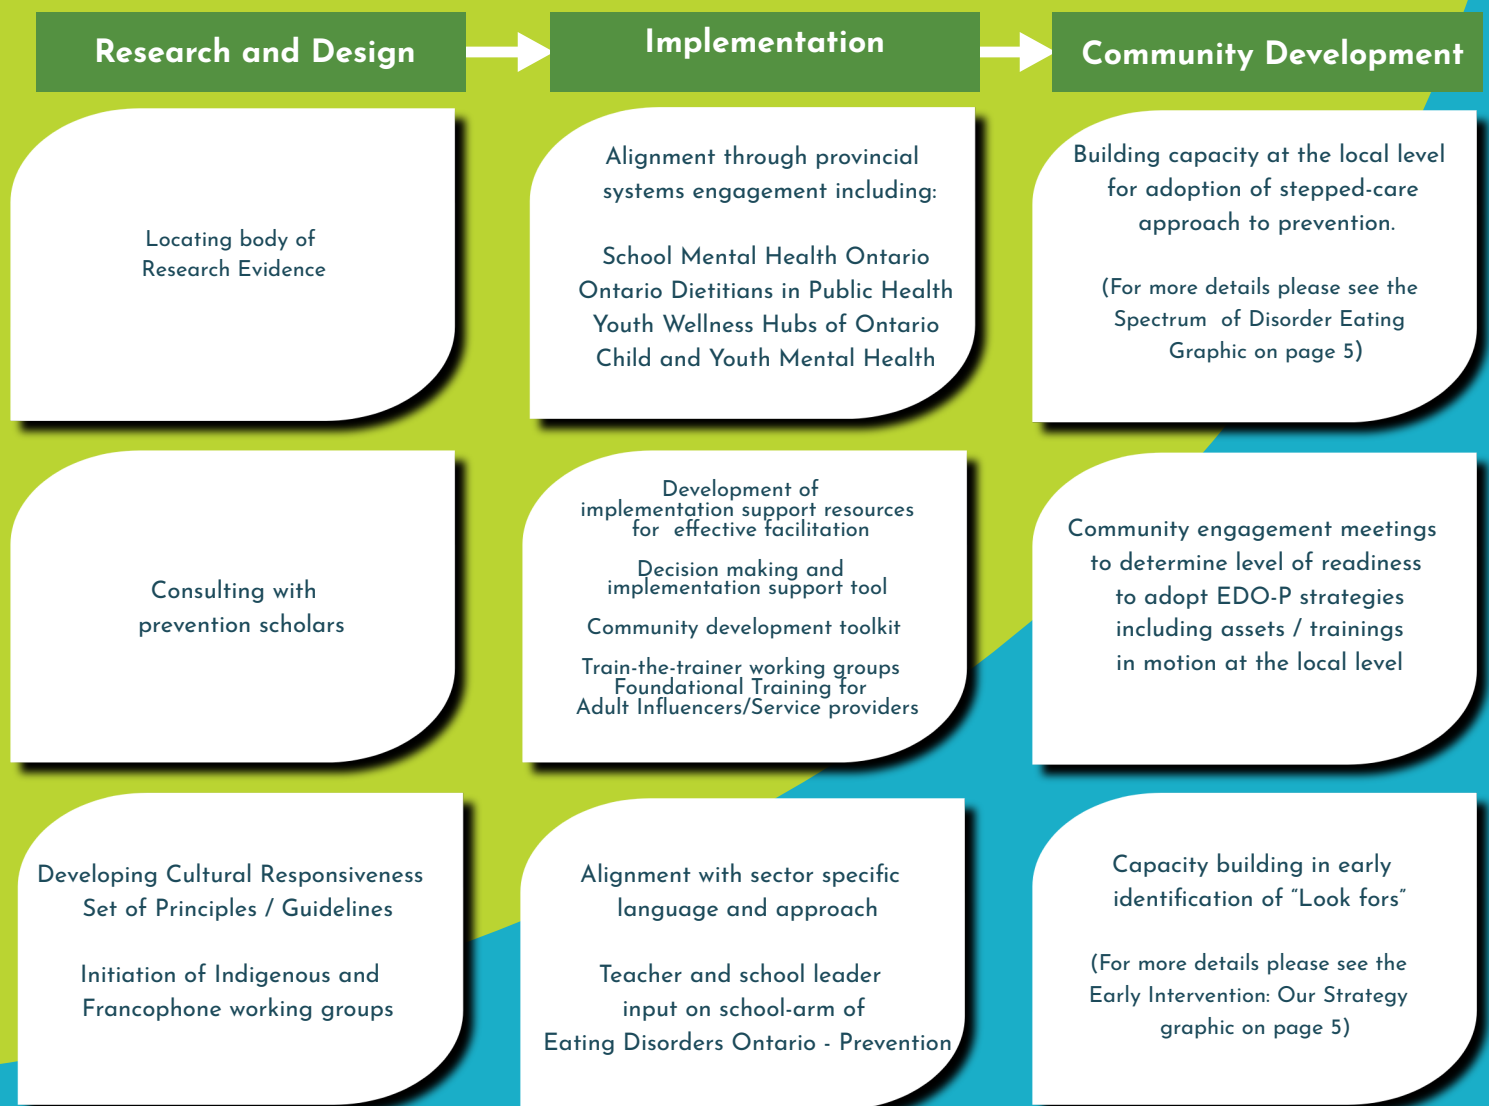 Research and Design
Implementation
Community Development
Locating body of
Research Evidence
Alignment through provincial
systems engagement including:
School Mental Health Ontario
Ontario Dietitians in Public Health
Youth Wellness Hubs of Ontario
Child and Youth Mental Health
Building capacity at the local level
for adoption of stepped-care
approach to prevention.
(For more details please see the
Spectrum of Disorder Eating
Graphic on page 5)
Consulting with
prevention scholars
Development of
implementation support resources
for effective facilitation
Decision making and
implementation support tool
Community development toolkit
Train-the-trainer working groups
Foundational Training for
Adult Influencers/Service providers
Community engagement meetings
to determine level of readiness
to adopt EDO-P strategies
including assets / trainings
in motion at the local level
Developing Cultural Responsiveness
Set of Principles / Guidelines
Initiation of Indigenous and
Francophone working groups
Alignment with sector specific
language and approach
Teacher and school leader
input on school-arm of
Eating Disorders Ontario - Prevention
Capacity building in early
identification of “Look fors”
(For more details please see the
Early Intervention: Our Strategy
graphic on page 5)